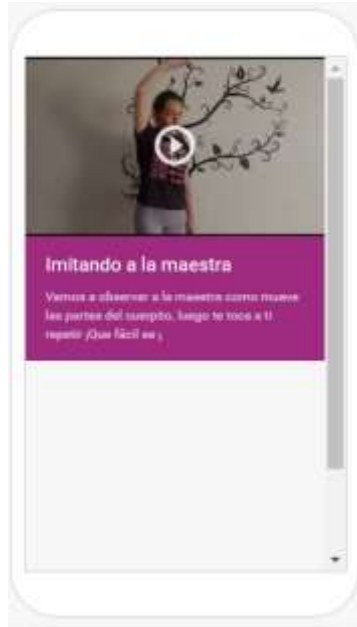 Imitando a la maestra
Vamos a observar a la maestra como mueve
las partes del cuerpito, luego te toca a ti
repetir ¡Que fácil es ¡